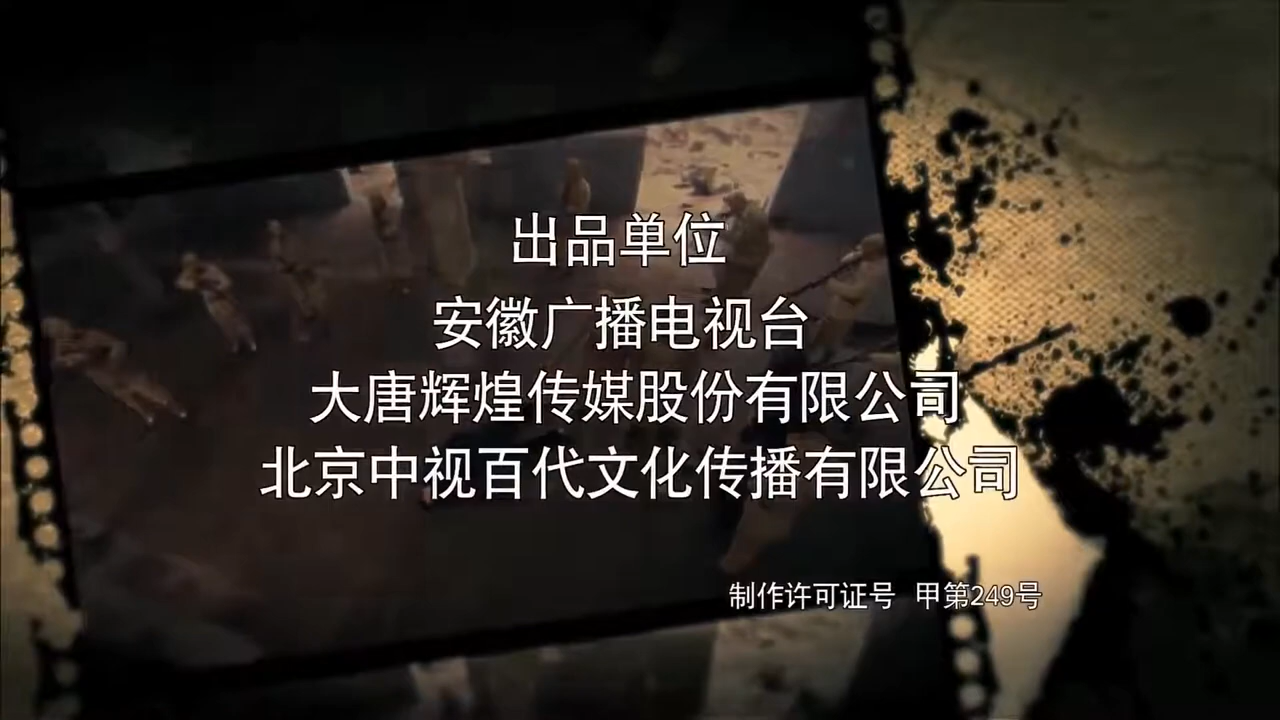 出品单位
安徽广播电视台
大唐辉煌传媒股份有限公司
北京中视百代文化传播有限公司
制作许可证号 甲第249号